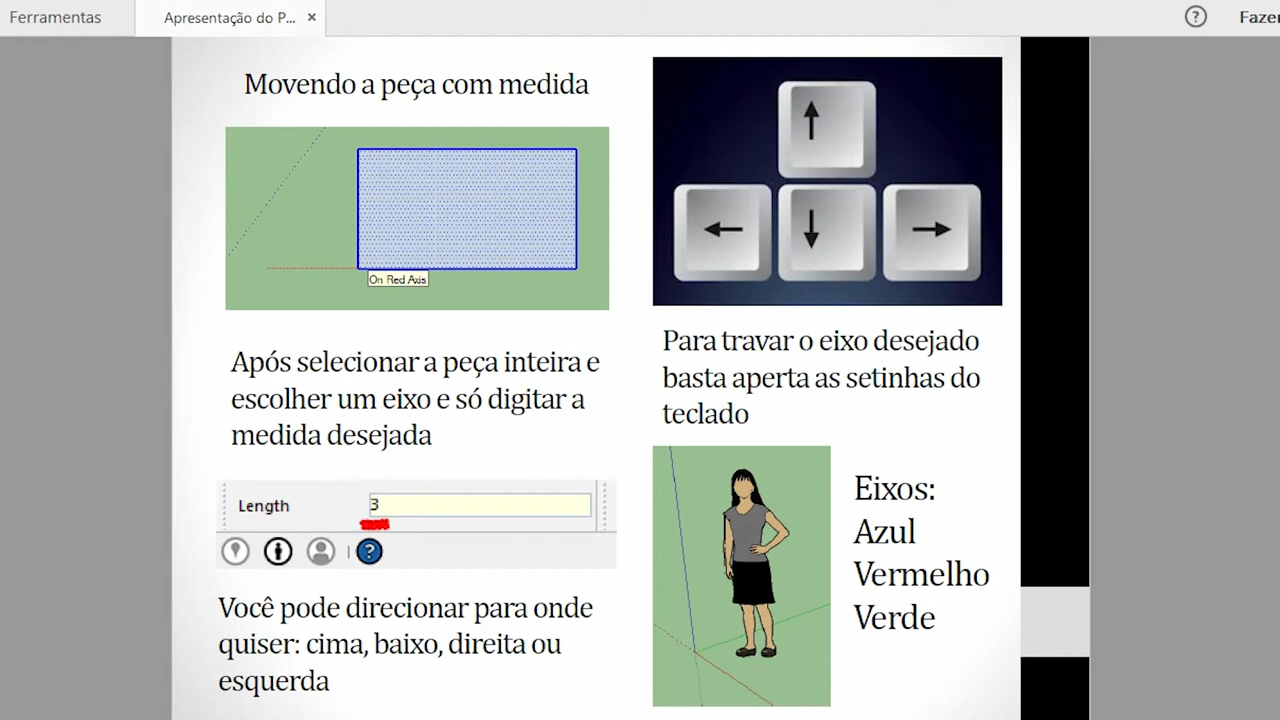 Ferramentas
Apresentação do P... ×
? Fazer
Movendo a peça com medida
On Red Axis
Após selecionar a peça inteira e
escolher um eixo e só digitar a
medida desejada
Length 3
?
Você pode direcionar para onde
quiser: cima, baixo, direita ou
esquerda
Para travar o eixo desejado
basta aperta as setinhas do
teclado
Eixos:
Azul
Vermelho
Verde